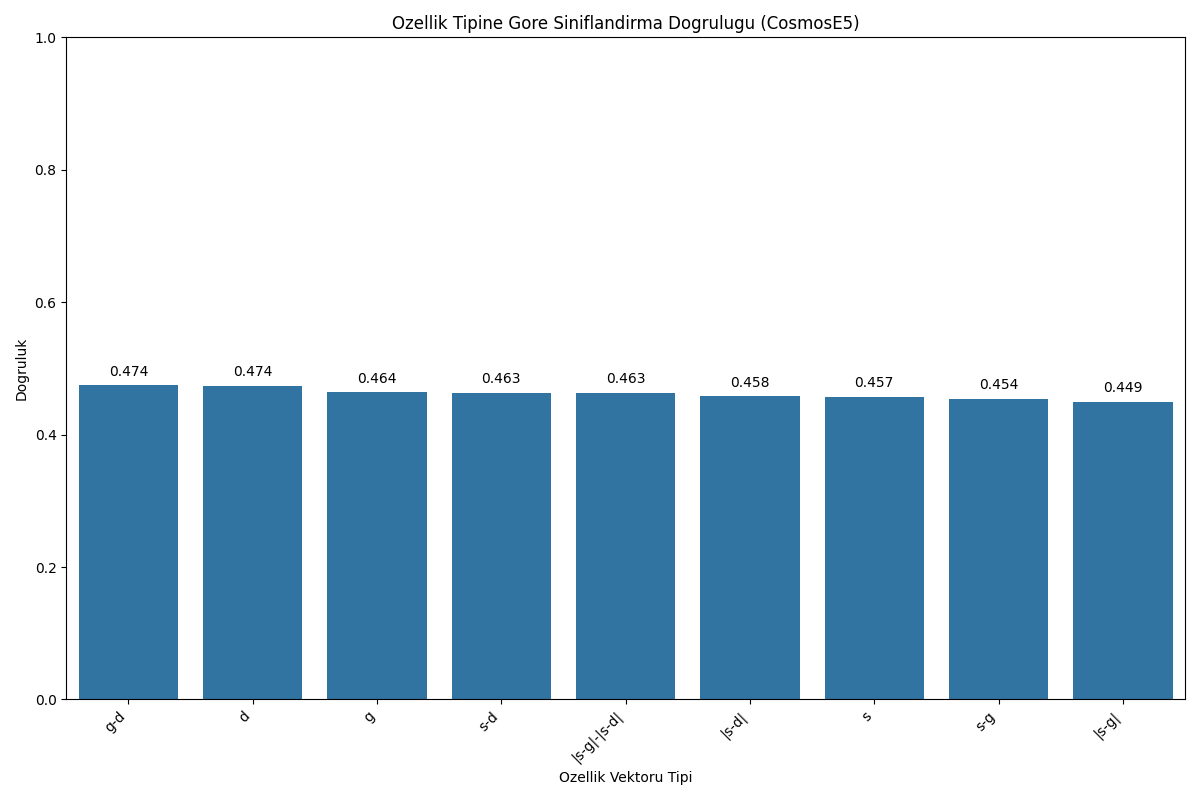 Ozellik Tipine Gore Siniflandirma Dogrulugu (CosmosE5)
1.0
0.8
0.6
0.4
0.2
0.0
Dogruluk
0.474
0.474
0.464
0.463
0.463
0.458
0.457
0.454
0.449
g-d
d
g
s-d
|s-g|-|s-d|
|s-d|
s
s-g
|s-g|
Ozellik Vektoru Tipi